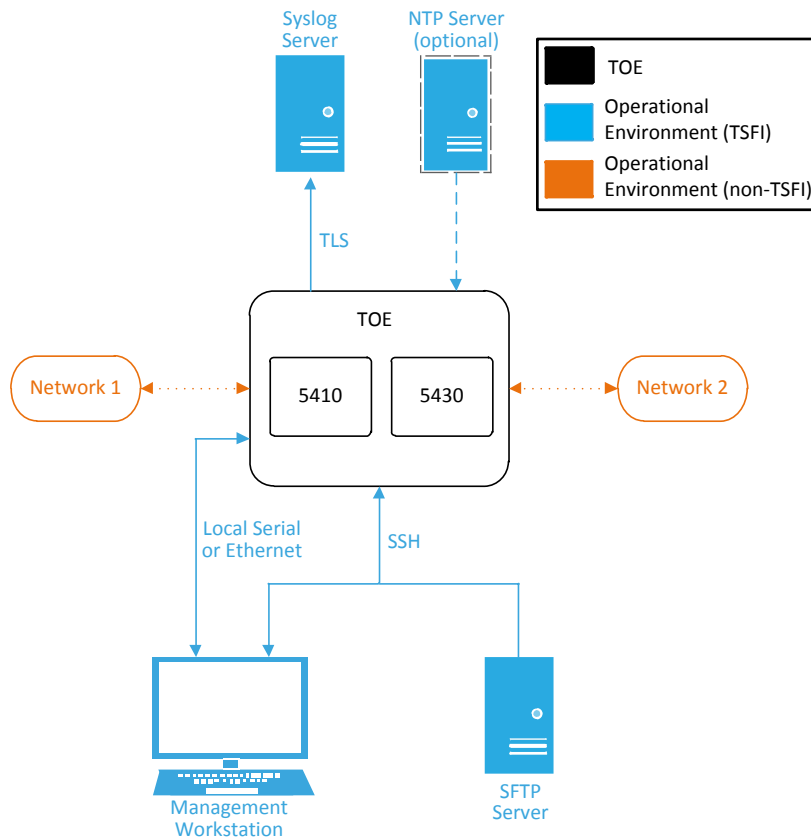 Syslog
Server
NTP Server
(optional)
TOE
Operational
Environment (TSFI)
Operational
Environment (non-TSFI)
TLS
TOE
5410
5430
Network 1
Network 2
Local Serial
or Ethernet
SSH
Management
Workstation
SFTP
Server